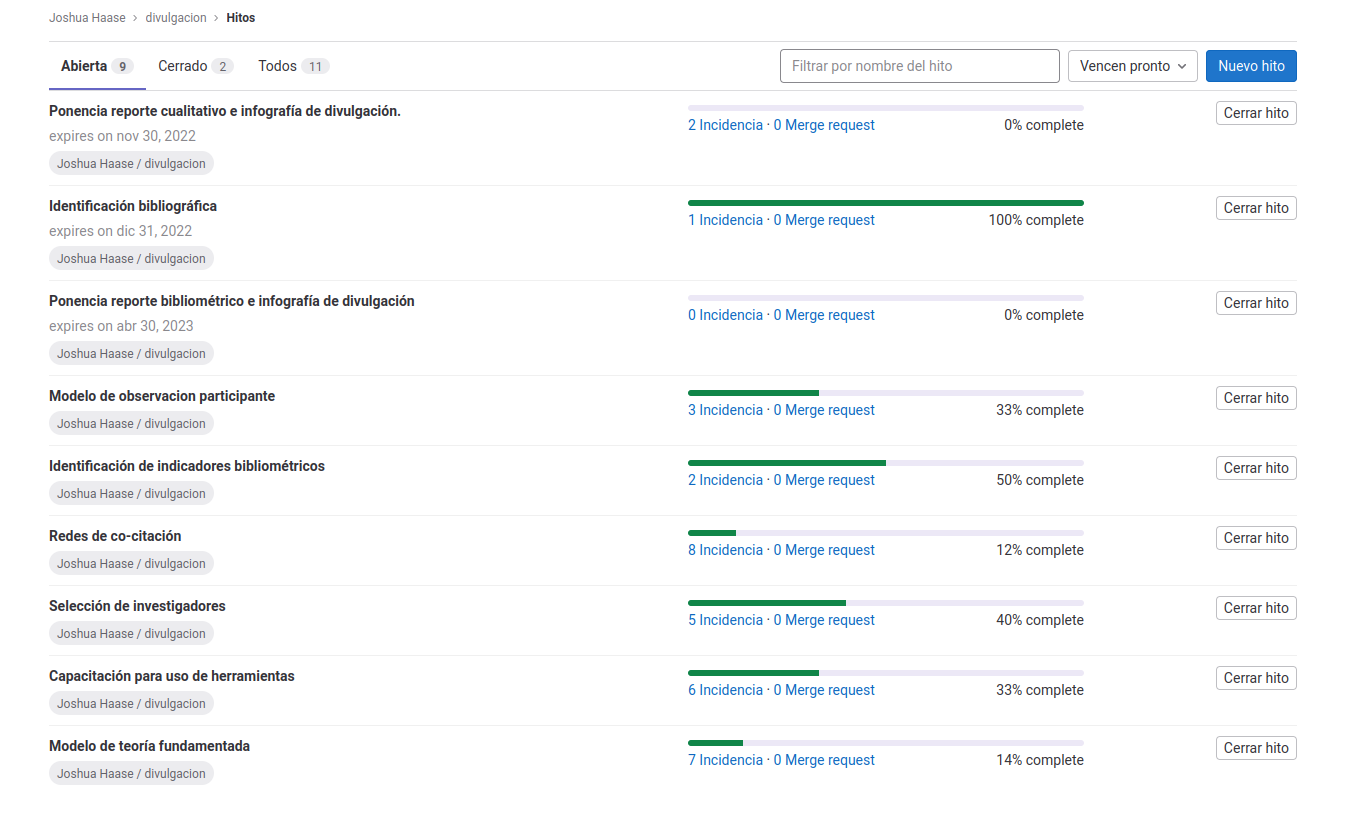 Joshua Haase › divulgacion › Hitos
Abierta 9 Cerrado 2 Todos 11 Filtrar por nombre del hito Vencen pronto Nuevo hito
Ponencia reporte cualitativo e infografía de divulgación. Cerrar hito
2 Incidencia · 0 Merge request 0% complete
expires on nov 30, 2022
Joshua Haase / divulgacion
Identificación bibliográfica Cerrar hito
1 Incidencia · 0 Merge request 100% complete
expires on dic 31, 2022
Joshua Haase / divulgacion
Ponencia reporte bibliométrico e infografía de divulgación Cerrar hito
0 Incidencia · 0 Merge request 0% complete
expires on abr 30, 2023
Joshua Haase / divulgacion
Modelo de observacion participante Cerrar hito
3 Incidencia · 0 Merge request 33% complete
Joshua Haase / divulgacion
Identificación de indicadores bibliométricos Cerrar hito
2 Incidencia · 0 Merge request 50% complete
Joshua Haase / divulgacion
Redes de co-citación Cerrar hito
8 Incidencia · 0 Merge request 12% complete
Joshua Haase / divulgacion
Selección de investigadores Cerrar hito
5 Incidencia · 0 Merge request 40% complete
Joshua Haase / divulgacion
Capacitación para uso de herramientas Cerrar hito
6 Incidencia · 0 Merge request 33% complete
Joshua Haase / divulgacion
Modelo de teoría fundamentada Cerrar hito
7 Incidencia · 0 Merge request 14% complete
Joshua Haase / divulgacion